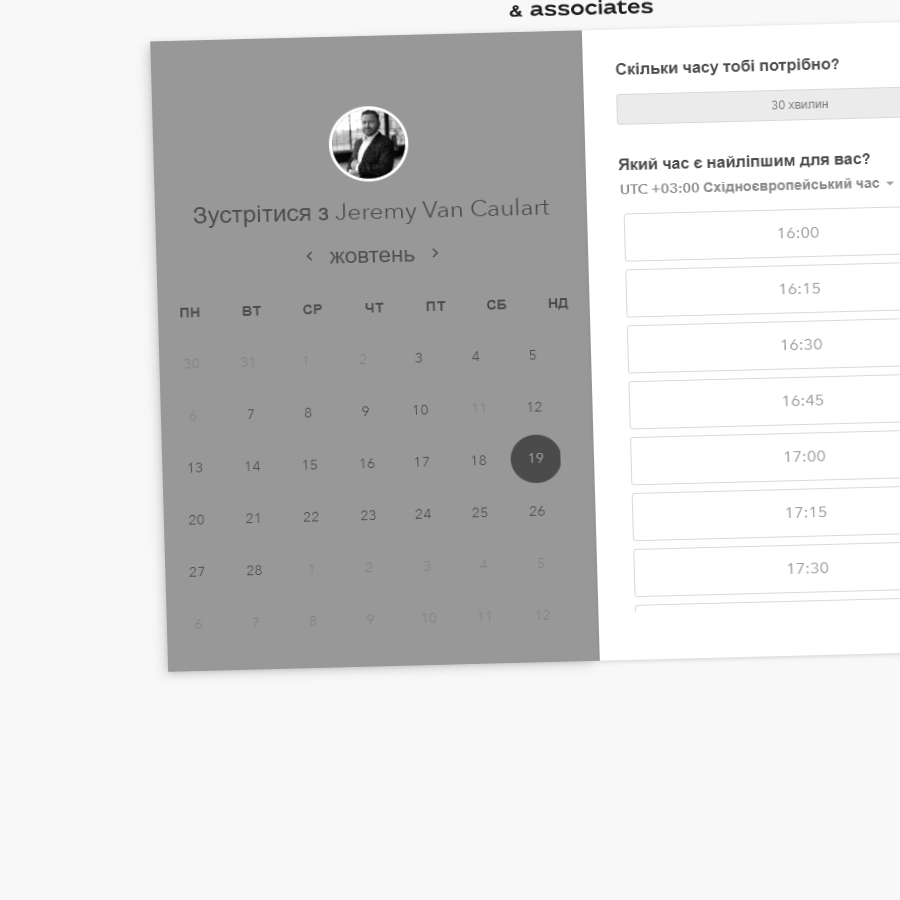 & associates
Зустрітися з Jeremy Van Caulart
< жовтень >
ПН ВТ СР ЧТ ПТ СБ НД
30 31 1 2 3 4 5
6 7 8 9 10 11 12
13 14 15 16 17 18 19
20 21 22 23 24 25 26
27 28 1 2 3 4 5
6 7 8 9 10 11 12
Скільки часу тобі потрібно?
30 хвилин
Який час є найліпшим для вас?
UTC +03:00 Східноєвропейський час
16:00
16:15
16:30
16:45
17:00
17:15
17:30